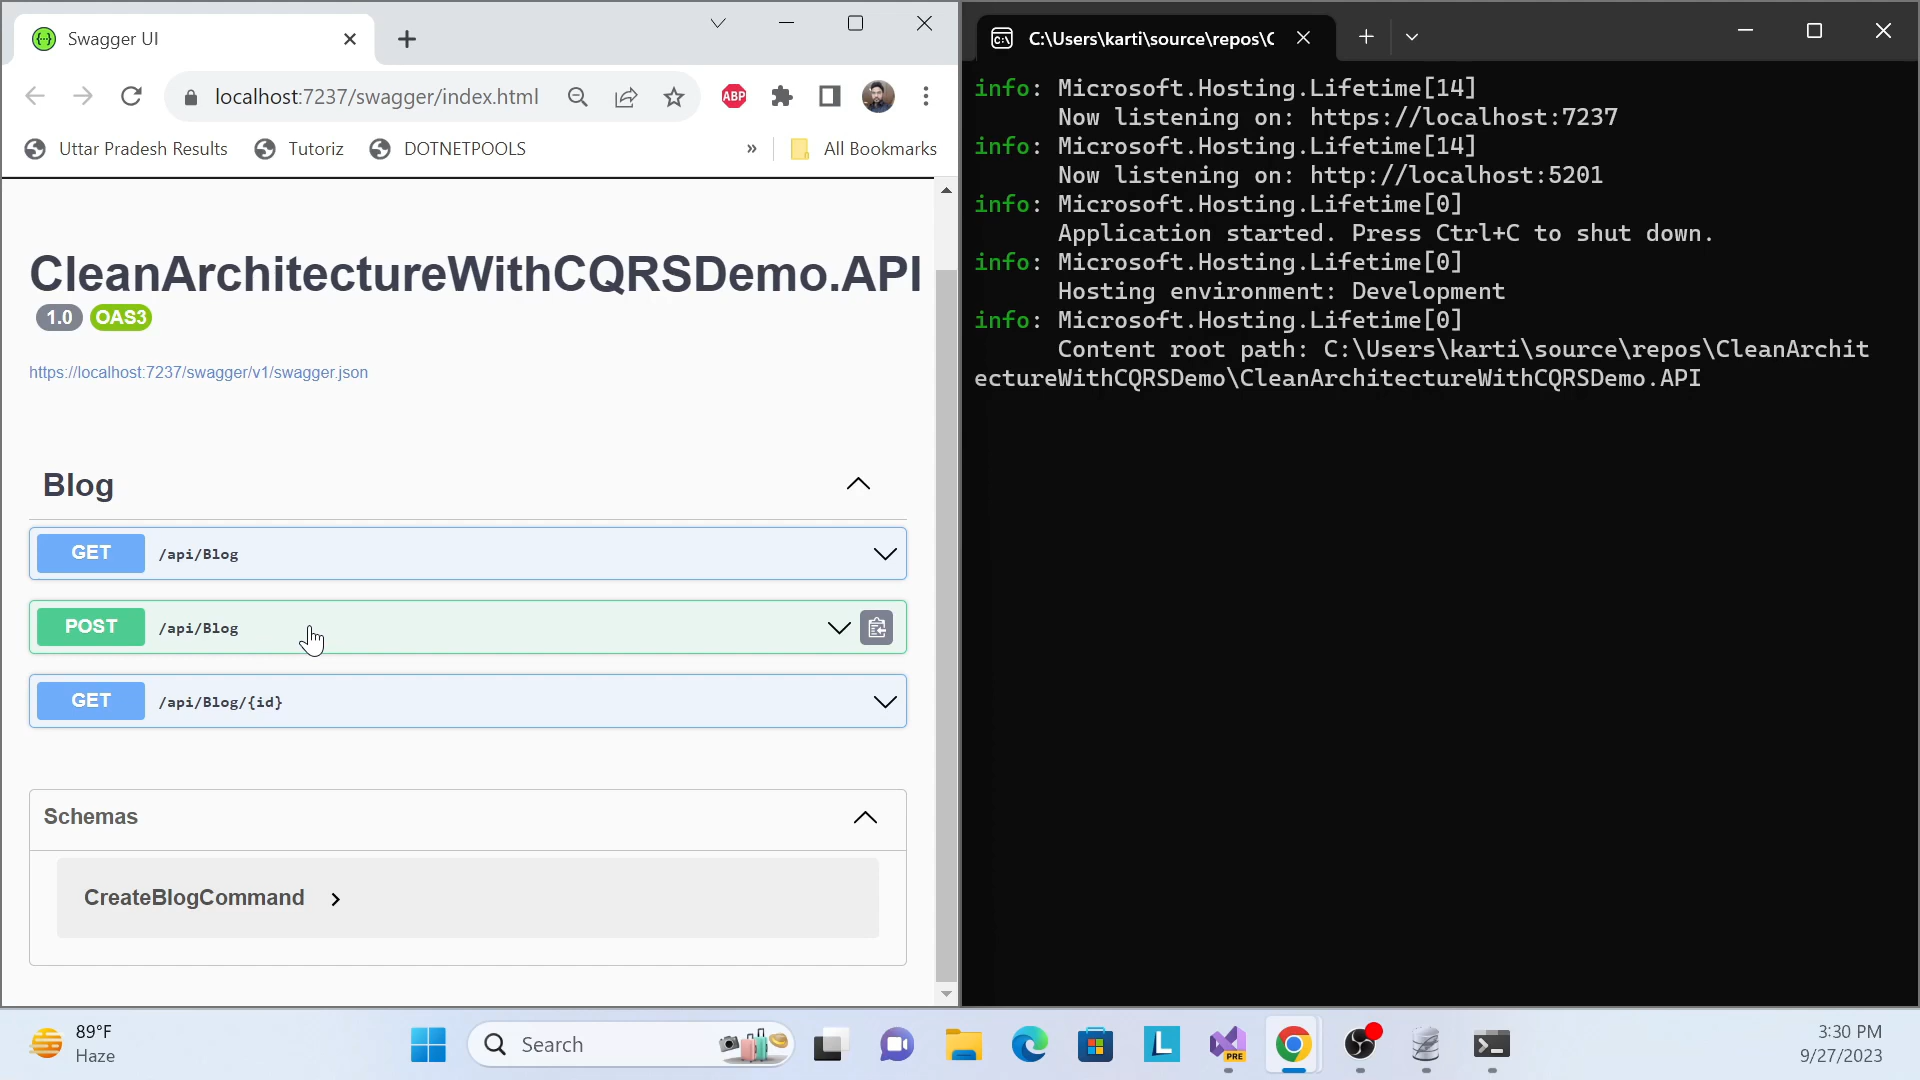 Swagger UI
localhost:7237/swagger/index.html
ABP
Uttar Pradesh Results
Tutoriz
DOTNETPOOLS
»
All Bookmarks
CleanArchitectureWithCQRSDemo.API
1.0 OAS3
https://localhost:7237/swagger/v1/swagger.json
Blog
GET /api/Blog
POST /api/Blog
GET /api/Blog/{id}
Schemas
CreateBlogCommand
C:\Users\karti\source\repos\C
info: Microsoft.Hosting.Lifetime[14]
Now listening on: https://localhost:7237
info: Microsoft.Hosting.Lifetime[14]
Now listening on: http://localhost:5201
info: Microsoft.Hosting.Lifetime[0]
Application started. Press Ctrl+C to shut down.
info: Microsoft.Hosting.Lifetime[0]
Hosting environment: Development
info: Microsoft.Hosting.Lifetime[0]
Content root path: C:\Users\karti\source\repos\CleanArchit
ectureWithCQRSDemo\CleanArchitectureWithCQRSDemo.API
89°F
Haze
Search
L
PRE
3:30 PM
9/27/2023